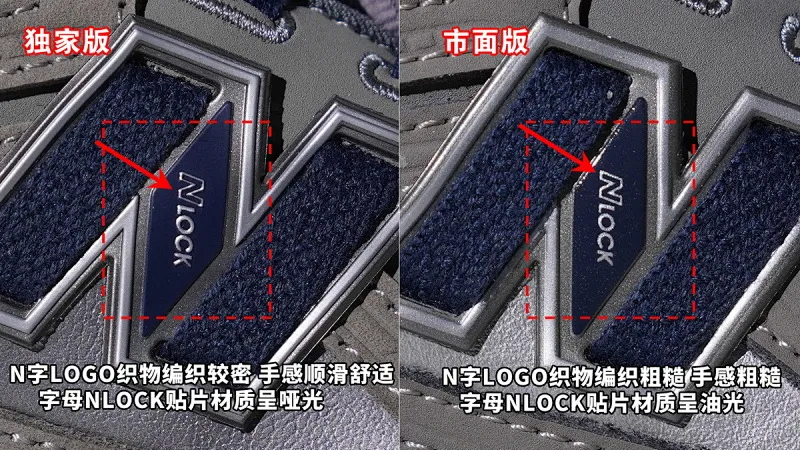 独家版
NLOCK
N字LOGO织物编织较密 手感顺滑舒适
字母NLOCK贴片材质呈哑光
市面版
NLOCK
N字LOGO织物编织粗糙 手感粗糙
字母NLOCK贴片材质呈油光